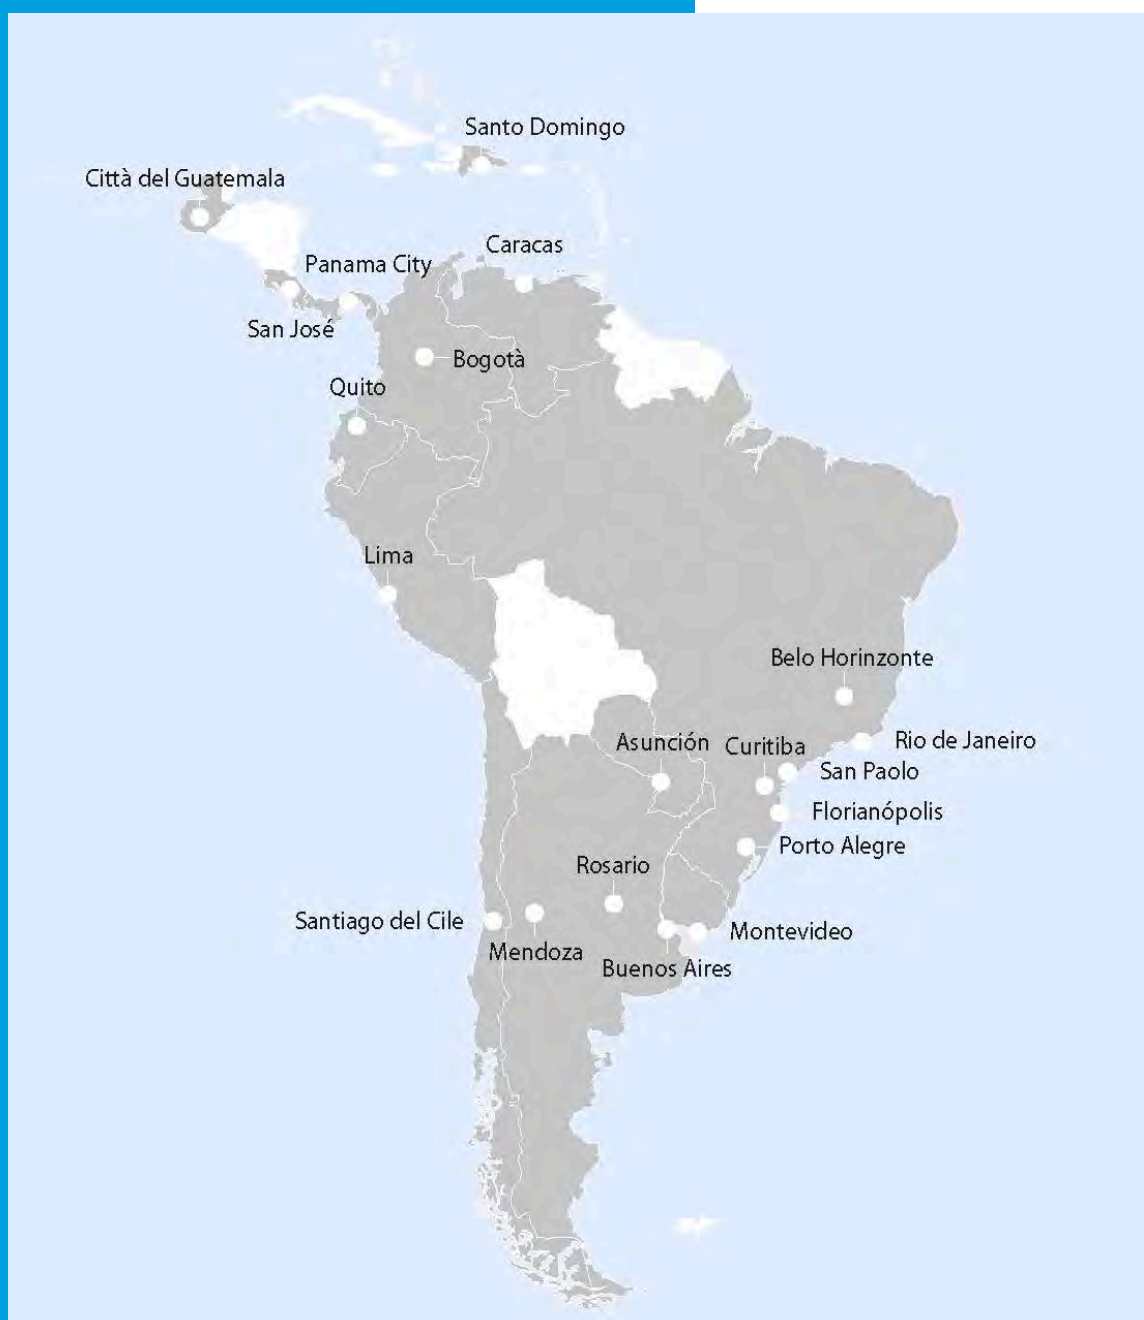 Santo Domingo
Città del Guatemala
Caracas
Panama City
San José
Bogotà
Quito
Lima
Belo Horinzonte
Rio de Janeiro
Asunción
Curitiba
San Paolo
Florianópolis
Porto Alegre
Rosario
Santiago del Cile
Montevideo
Mendoza
Buenos Aires